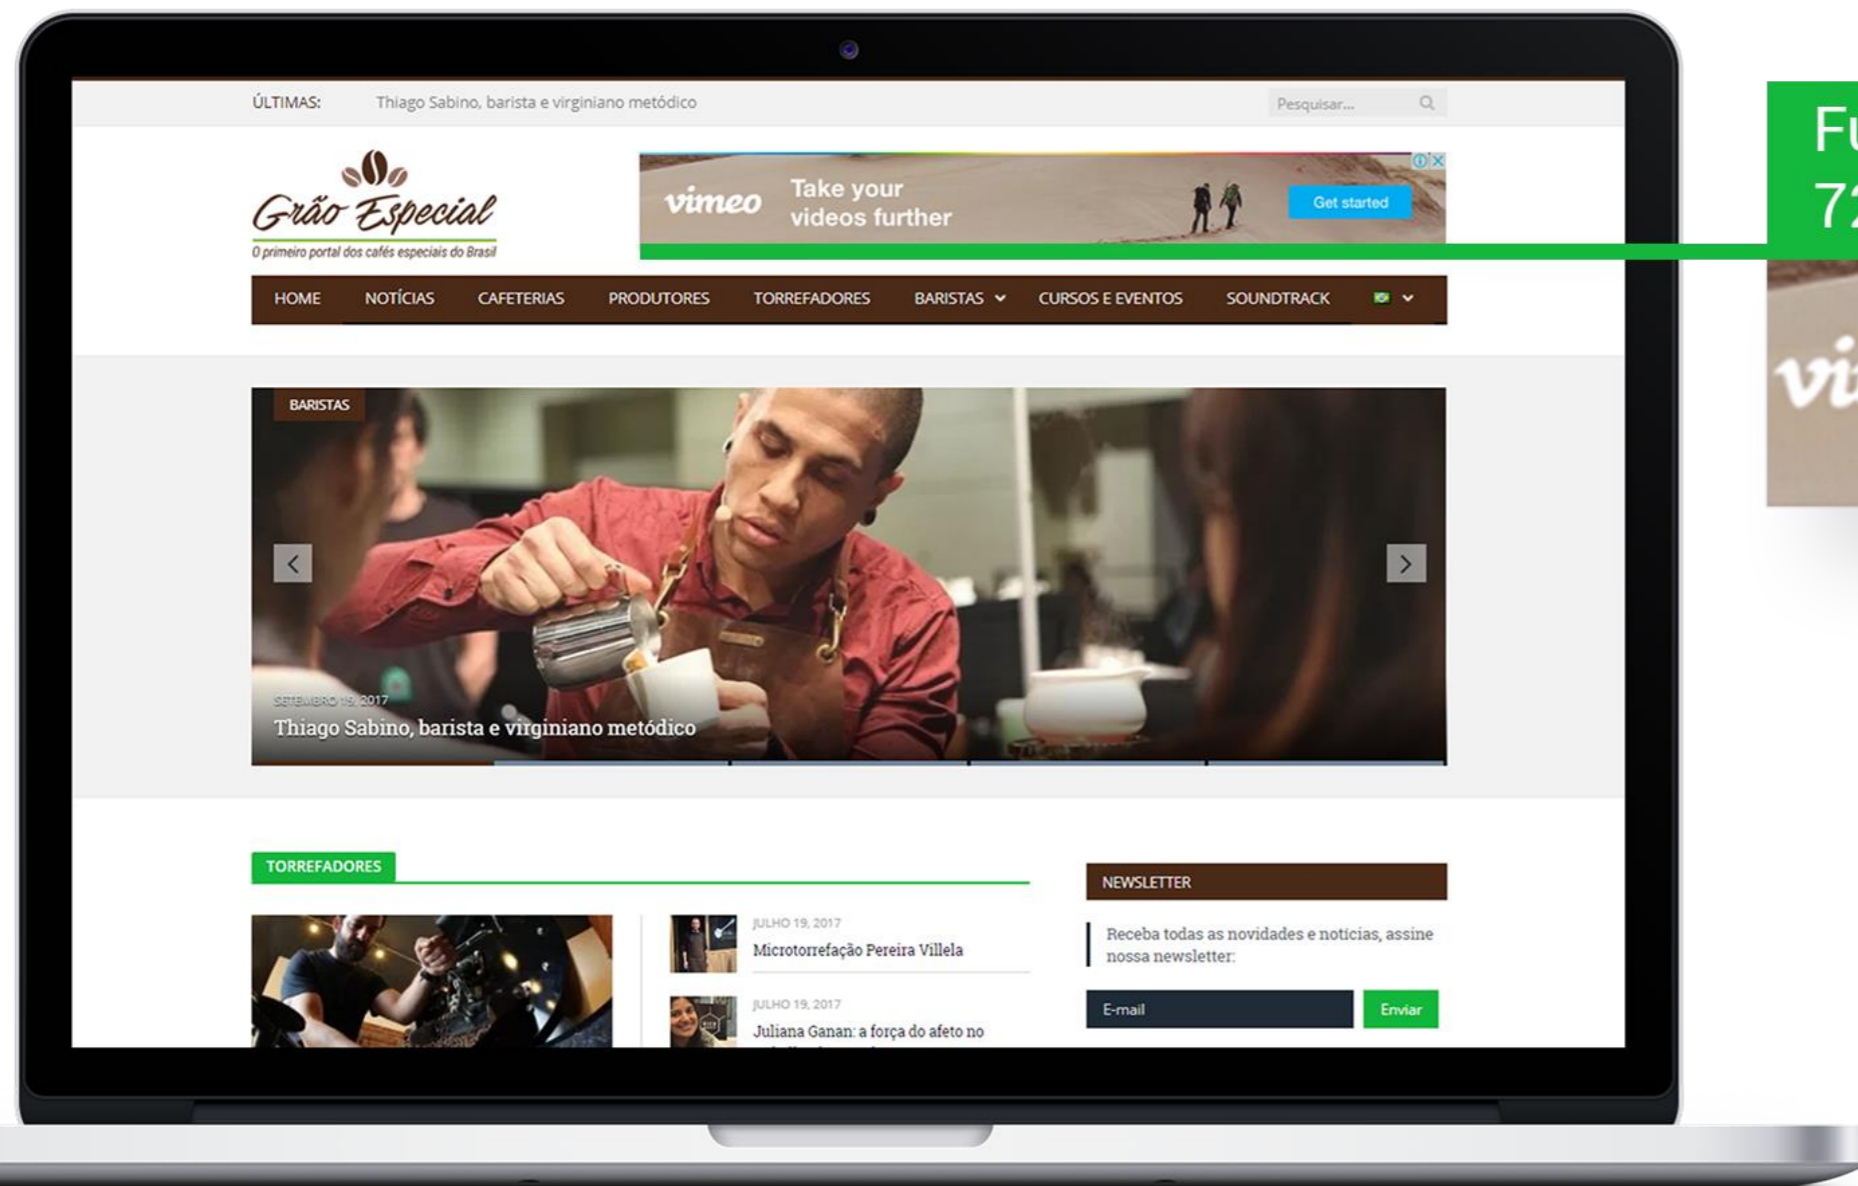 ÚLTIMAS:
Thiago Sabino, barista e virginiano metódico
Pesquisar...
Grão Especial
O primeiro portal dos cafés especiais do Brasil
vimeo
Take your
videos further
Get started
HOME NOTÍCIAS CAFETERIAS PRODUTORES TORREFADORES BARISTAS CURSOS E EVENTOS SOUNDTRACK
BARISTAS
SETEMBRO 19, 2017
Thiago Sabino, barista e virginiano metódico
TORREFADORES
JULHO 19, 2017
Microtorrefação Pereira Villela
JULHO 19, 2017
Juliana Ganan: a força do afeto no
NEWSLETTER
Receba todas as novidades e notícias, assine
nossa newsletter:
E-mail
Enviar